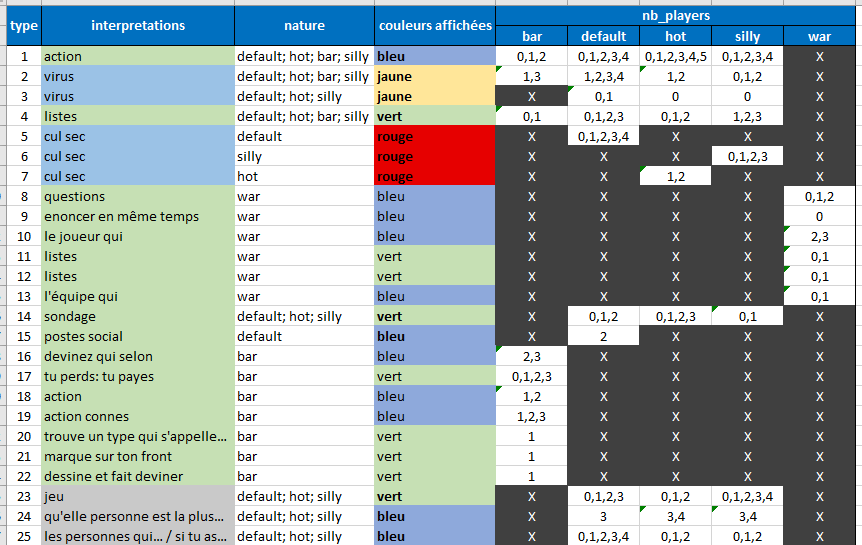 type interpretations nature couleurs affichées nb_players
bar default hot silly war
1 action default; hot; bar; silly bleu 0,1,2 0,1,2,3,4 0,1,2,3,4,5 0,1,2,3,4 X
2 virus default; hot; bar; silly jaune 1,3 1,2,3,4 1,2 0,1,2 X
3 virus default; hot; silly jaune X 0,1 0 0 X
4 listes default; hot; bar; silly vert 0,1 0,1,2,3 0,1,2 1,2,3 X
5 cul sec default rouge X 0,1,2,3,4 X X X
6 cul sec silly rouge X X X 0,1,2,3 X
7 cul sec hot rouge X X 1,2 X X
8 questions war bleu X X X X 0,1,2
9 enoncer en même temps war bleu X X X X 0
10 le joueur qui war bleu X X X X 2,3
11 listes war vert X X X X 0,1
12 listes war vert X X X X 0,1
13 l'équipe qui war bleu X X X X 0,1
14 sondage default; hot; silly vert X 0,1,2 0,1,2,3 0,1 X
15 postes social default bleu X 2 X X X
16 devinez qui selon bar bleu 2,3 X X X X
17 tu perds: tu payes bar vert 0,1,2,3 X X X X
18 action bar bleu 1,2 X X X X
19 action connes bar bleu 1,2,3 X X X X
20 trouve un type qui s'appelle... bar vert 1 X X X X
21 marque sur ton front bar vert 1 X X X X
22 dessine et fait deviner bar vert 1 X X X X
23 jeu default; hot; silly vert X 0,1,2,3 0,1,2 0,1,2,3,4 X
24 qu'elle personne est la plus... default; hot; silly bleu X 3 3,4 3,4 X
25 les personnes qui... / si tu as... default; hot; silly bleu X 0,1,2,3,4 0,1,2 0,1,2 X